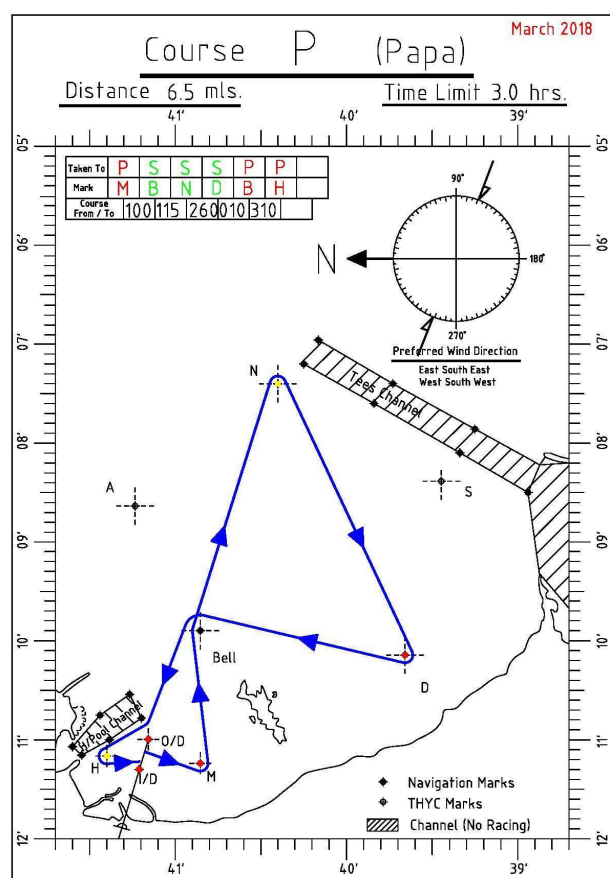 March 2018
Course P (Papa)
Distance 6.5 mls.
Time Limit 3.0 hrs.
41' 40' 39'
05' 05'
Taken To P S S S P P
Mark M B N D B H
Course From / To 100 115 260 010 310
90°
N 180°
270°
Preferred Wind Direction
East South East
West South West
06' 06'
07' 07'
N
Tees Channel
08' 08'
A
S
09' 09'
10' 10'
Bell
D
H/Pool Channel
11' 11'
O/D
H
I/D
M
Navigation Marks
THYC Marks
Channel (No Racing)
12' 12'
41' 40' 39'